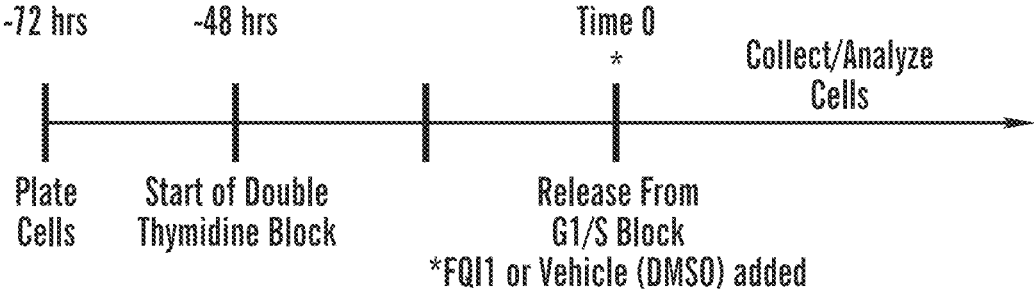 ~72 hrs
~48 hrs
Time 0
*
Collect/Analyze
Cells
Plate
Cells
Start of Double
Thymidine Block
Release From
G1/S Block
*FQI1 or Vehicle (DMSO) added